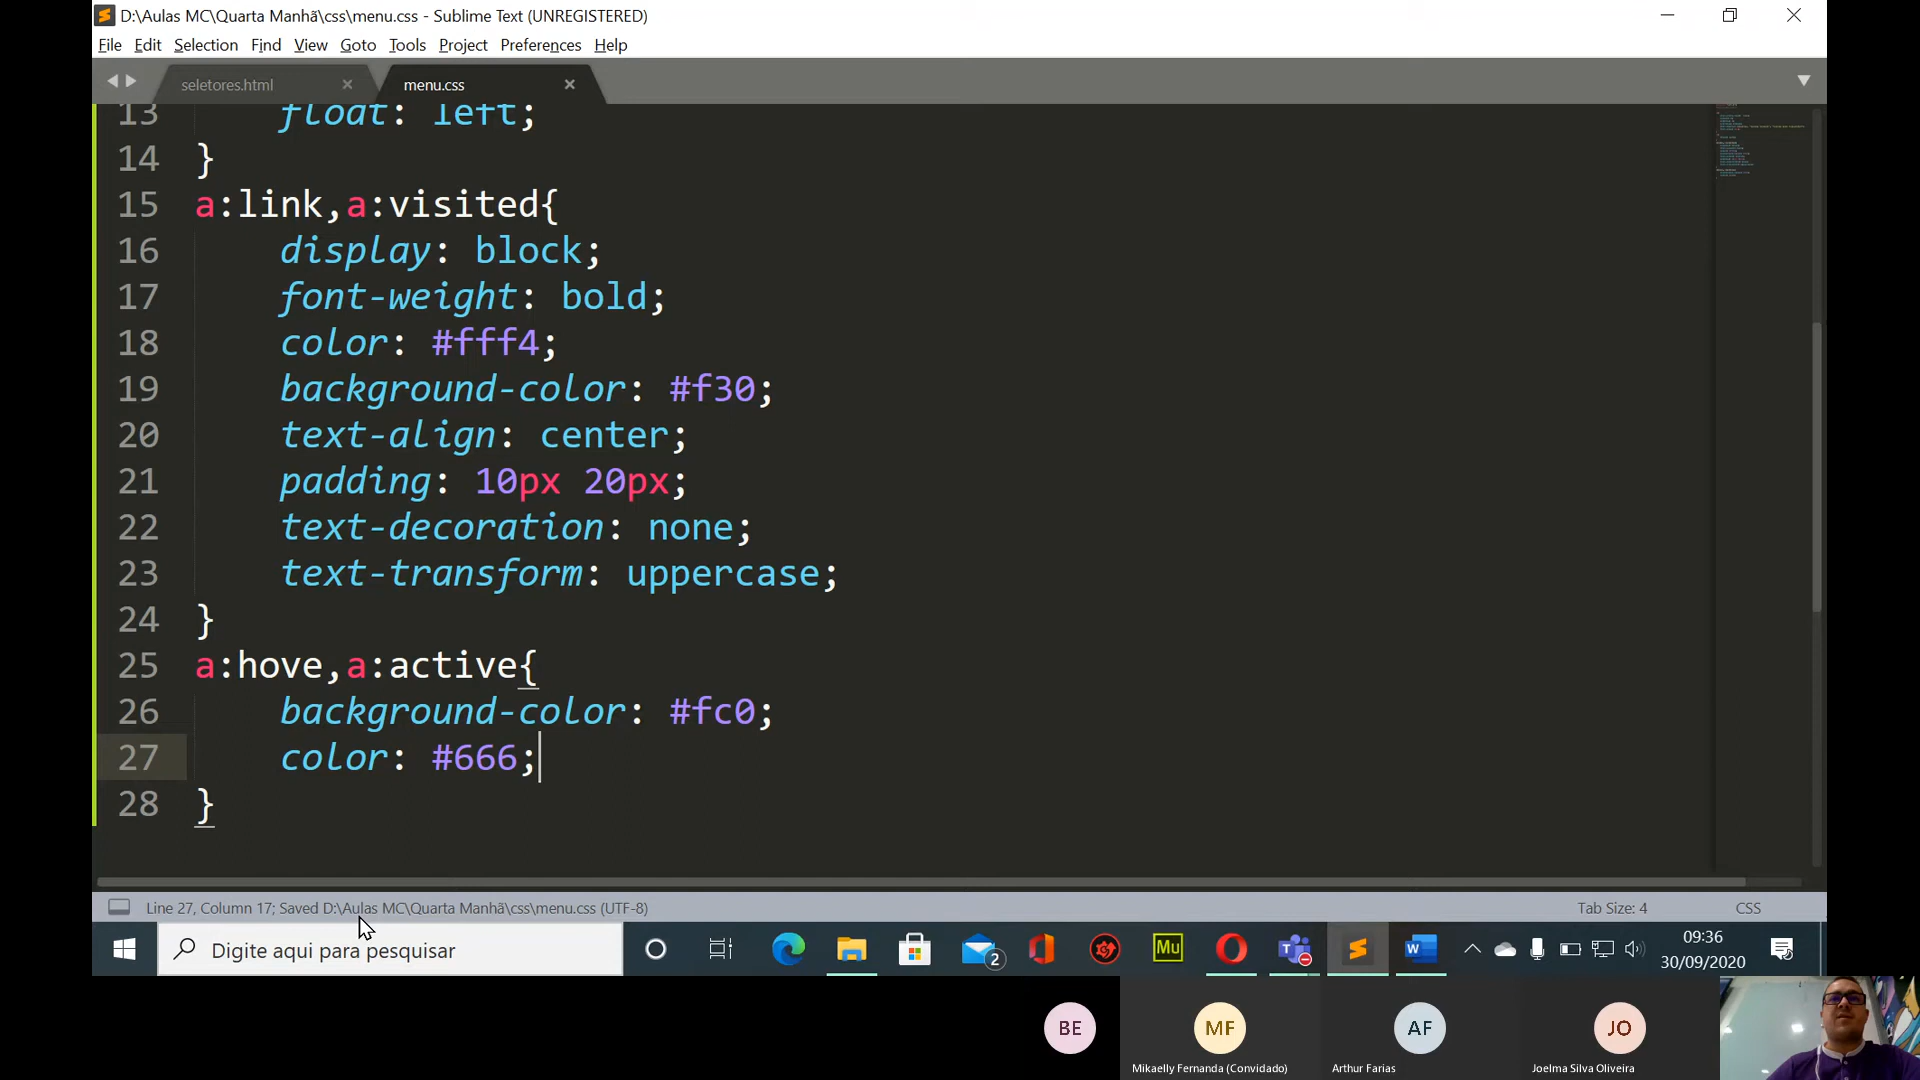 D:\Aulas MC\Quarta Manhã\css\menu.css - Sublime Text (UNREGISTERED)
File Edit Selection Find View Goto Tools Project Preferences Help
seletores.html menu.css
13 float: left;
14 }
15 a:link,a:visited{
16 display: block;
17 font-weight: bold;
18 color: #fff4;
19 background-color: #f30;
20 text-align: center;
21 padding: 10px 20px;
22 text-decoration: none;
23 text-transform: uppercase;
24 }
25 a:hove,a:active{
26 background-color: #fc0;
27 color: #666;
28 }
Line 27, Column 17; Saved D:\Aulas MC\Quarta Manhã\css\menu.css (UTF-8) Tab Size: 4 CSS
Digite aqui para pesquisar 2 Mu 09:36
30/09/2020
BE MF AF JO
Mikaelly Fernanda (Convidado) Arthur Farias Joelma Silva Oliveira